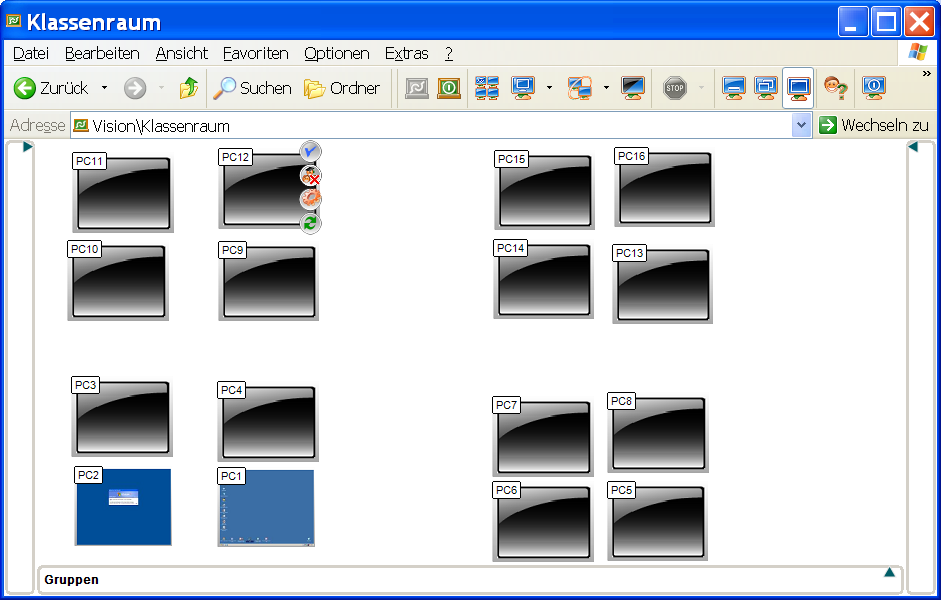 Klassenraum
Datei Bearbeiten Ansicht Favoriten Optionen Extras ?
Zurück Suchen Ordner STOP »
Adresse Vision\Klassenraum Wechseln zu
PC11 PC12 PC15 PC16
PC10 PC9 PC14 PC13
PC3 PC4 PC7 PC8
PC2 PC1 PC6 PC5
Gruppen